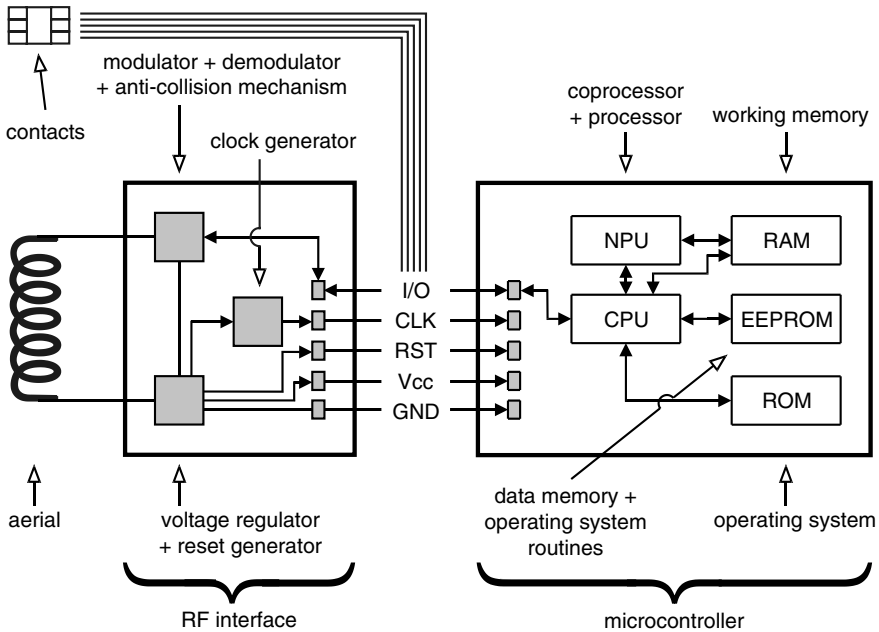 modulator + demodulator
+ anti-collision mechanism
contacts
clock generator
coprocessor
+ processor
working memory
NPU
RAM
I/O
CLK
CPU
EEPROM
RST
Vcc
GND
ROM
aerial
voltage regulator
+ reset generator
data memory +
operating system
routines
operating system
RF interface
microcontroller